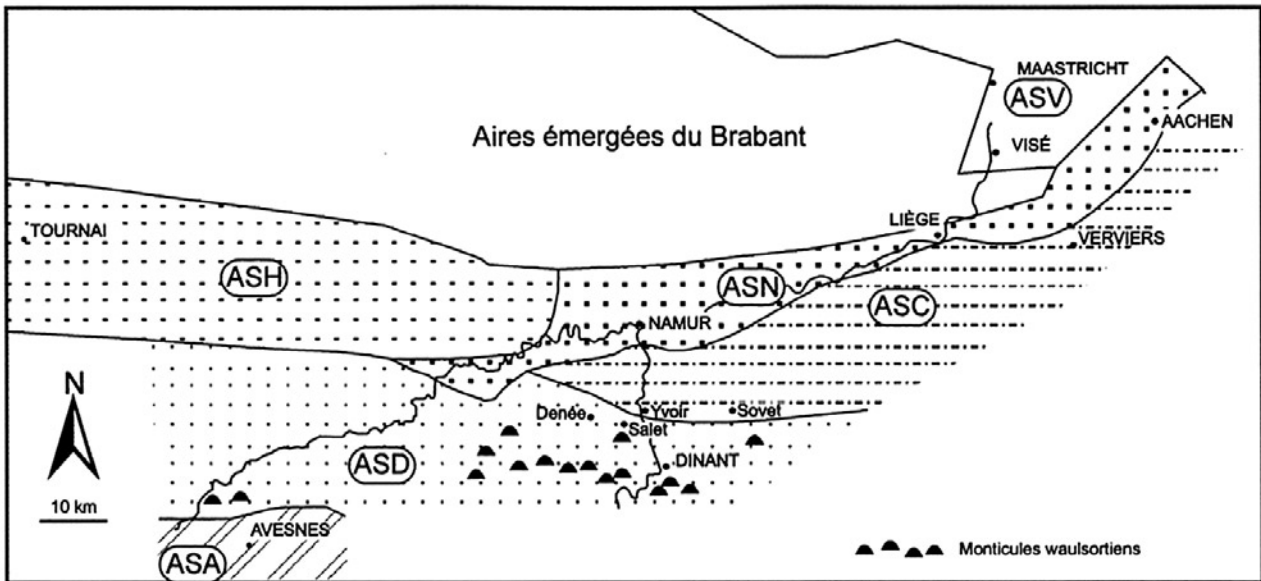 MAASTRICHT
ASV
AACHEN
Aires émergées du Brabant
VISÉ
LIÈGE
TOURNAI
VERVIERS
ASH
ASN
ASC
NAMUR
N
Denée
Yvoir
Sovet
Salet
ASD
DINANT
10 km
AVESNES
ASA
Monticules waulsortiens